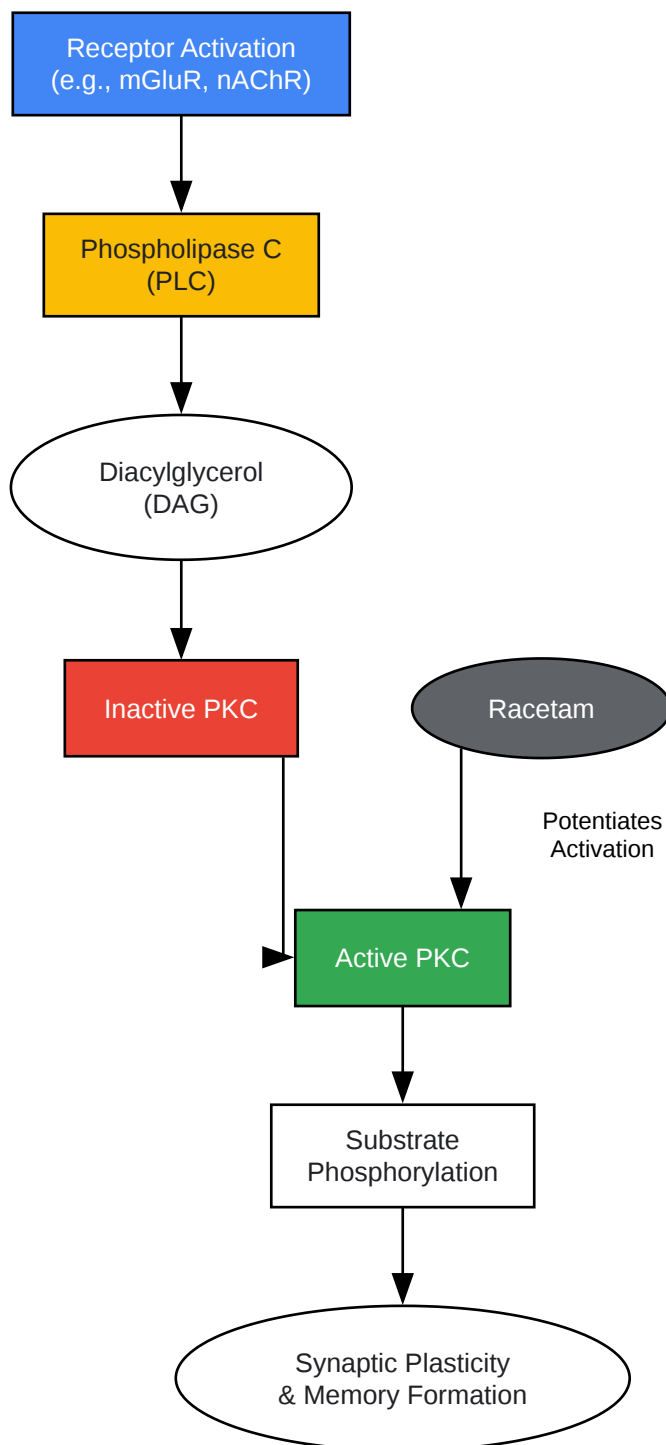 Receptor Activation
(e.g., mGluR, nAChR)
Phospholipase C
(PLC)
Diacylglycerol
(DAG)
Inactive PKC
Racetam
Potentiates
Activation
Active PKC
Substrate
Phosphorylation
Synaptic Plasticity
& Memory Formation